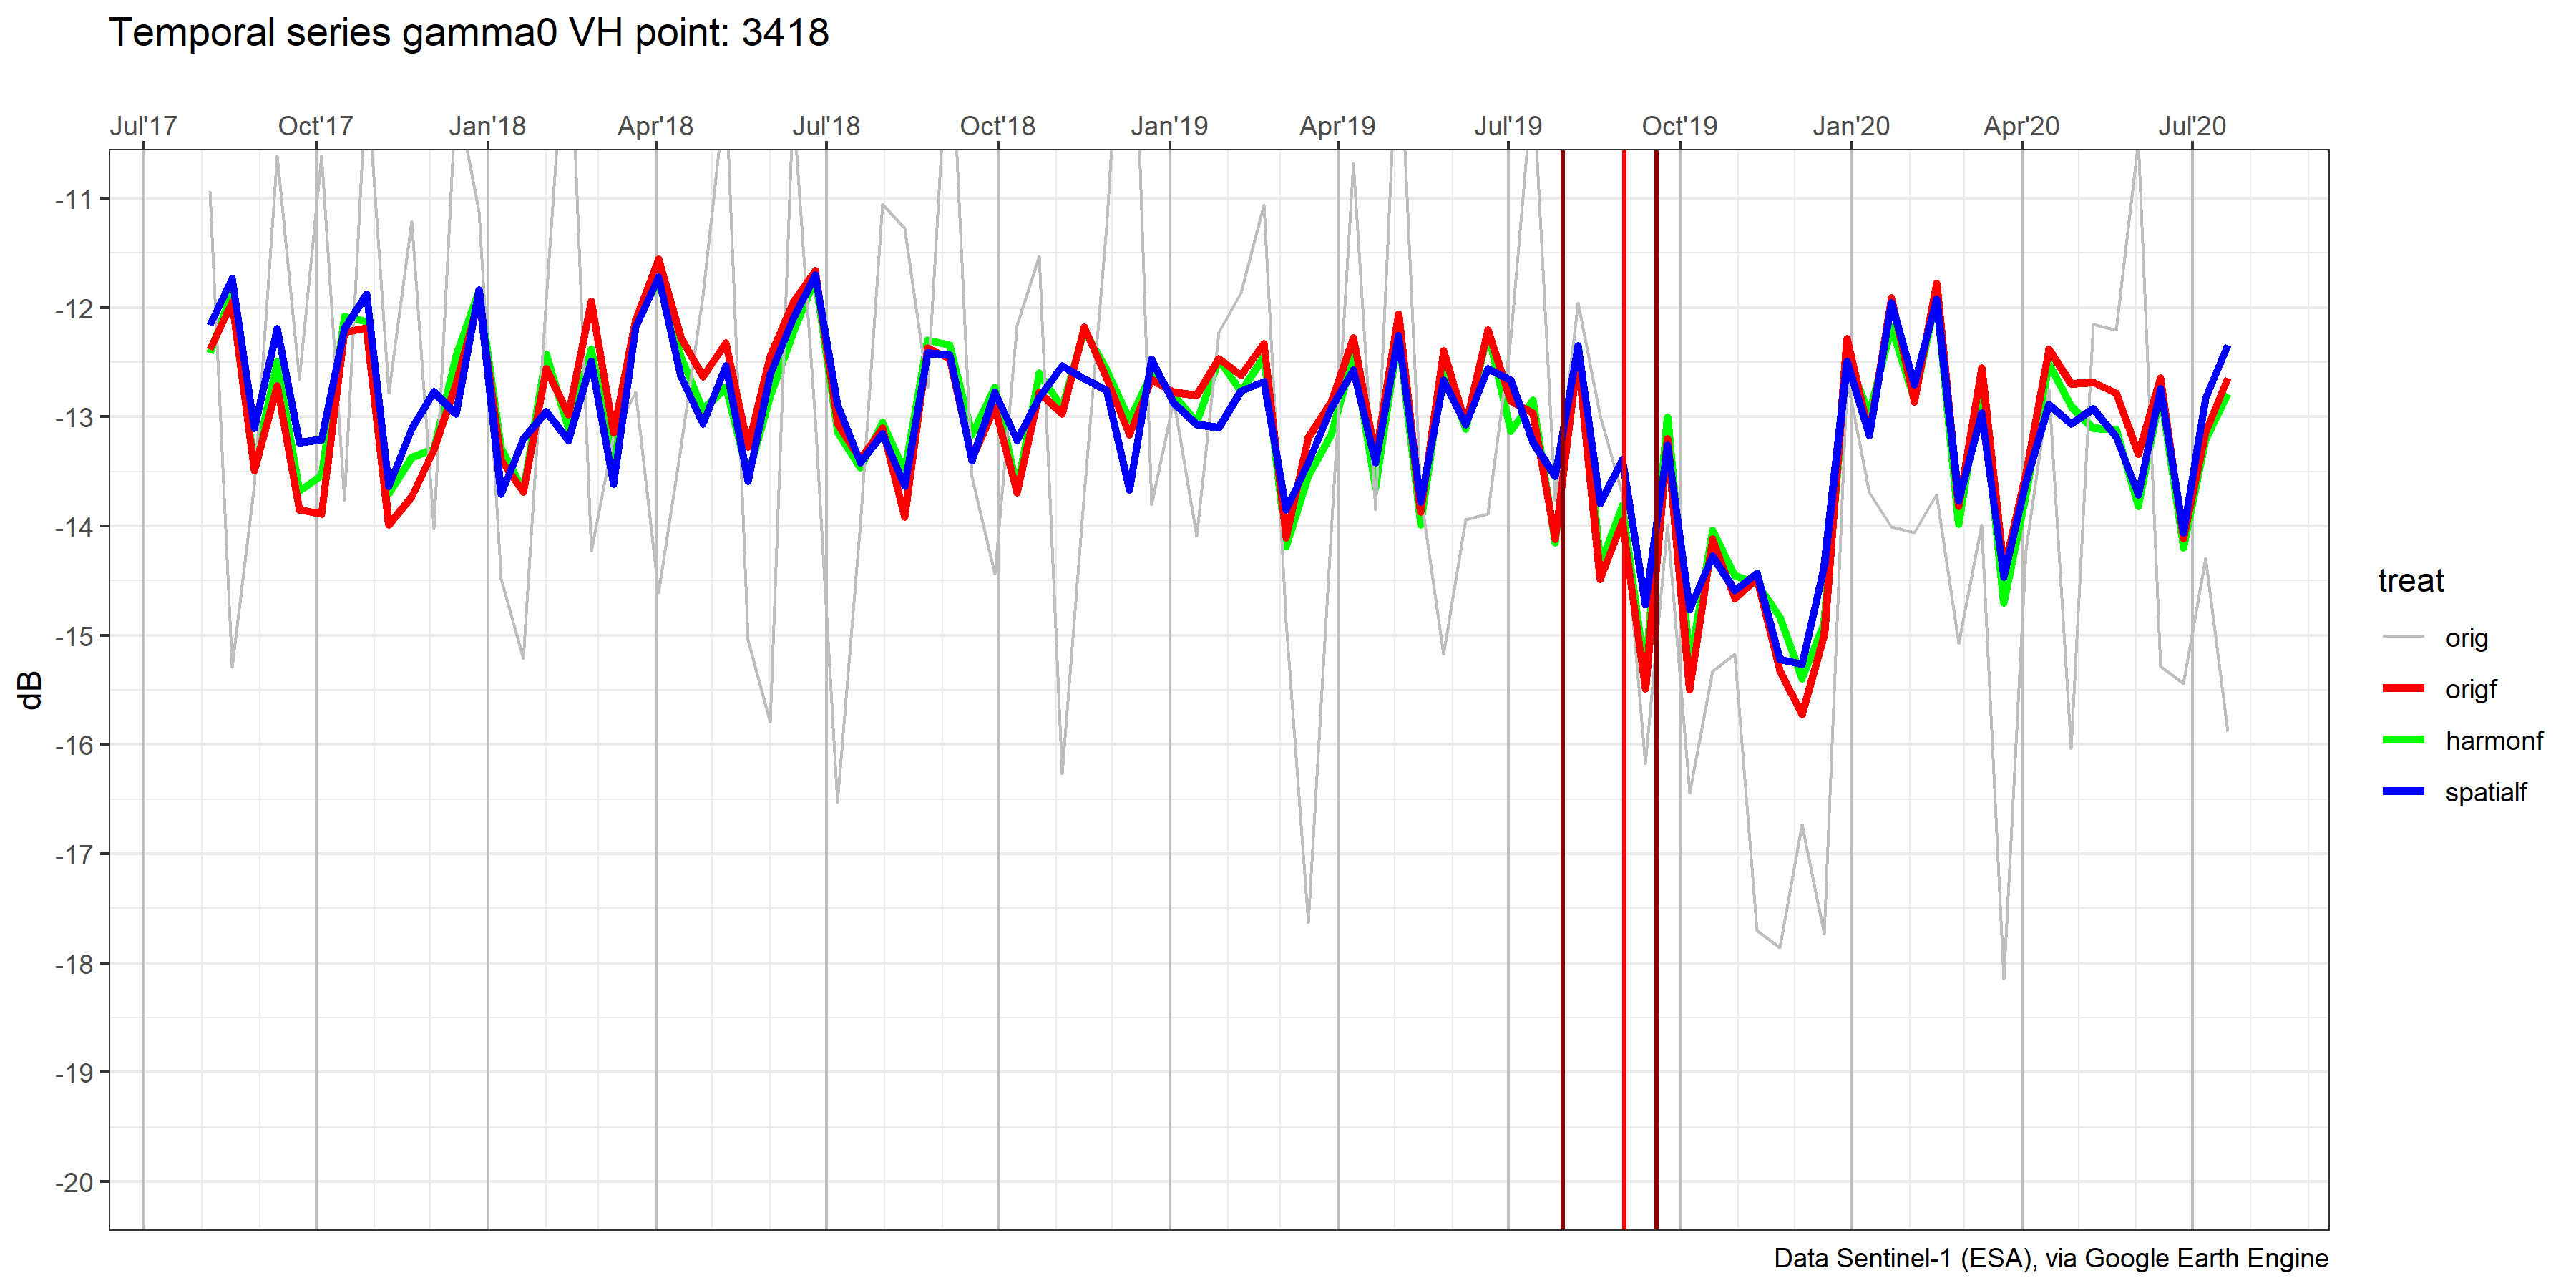 Temporal series gamma0 VH point: 3418
Jul'17 Oct'17 Jan'18 Apr'18 Jul'18 Oct'18 Jan'19 Apr'19 Jul'19 Oct'19 Jan'20 Apr'20 Jul'20
-11
-12
-13
-14
-15
-16
-17
-18
-19
-20
dB
treat
orig
origf
harmonf
spatialf
Data Sentinel-1 (ESA), via Google Earth Engine